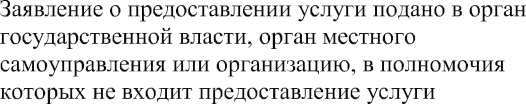 Заявление о предоставлении услуги подано в орган
государственной власти, орган местного
самоуправления или организацию, в полномочия
которых не входит предоставление услуги